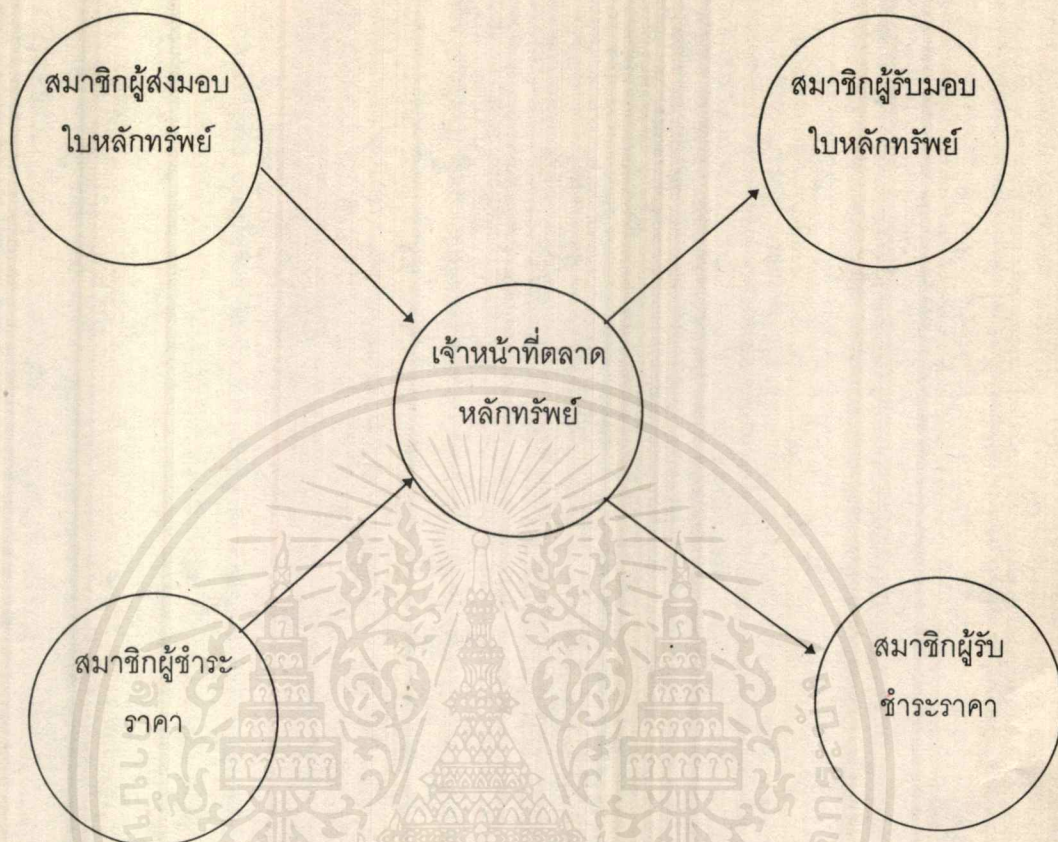 สมาชิกผู้ส่งมอบ
ใบหลักทรัพย์
สมาชิกผู้รับมอบ
ใบหลักทรัพย์
เจ้าหน้าที่ตลาด
หลักทรัพย์
สมาชิกผู้ชำระ
ราคา
สมาชิกผู้รับ
ชำระราคา